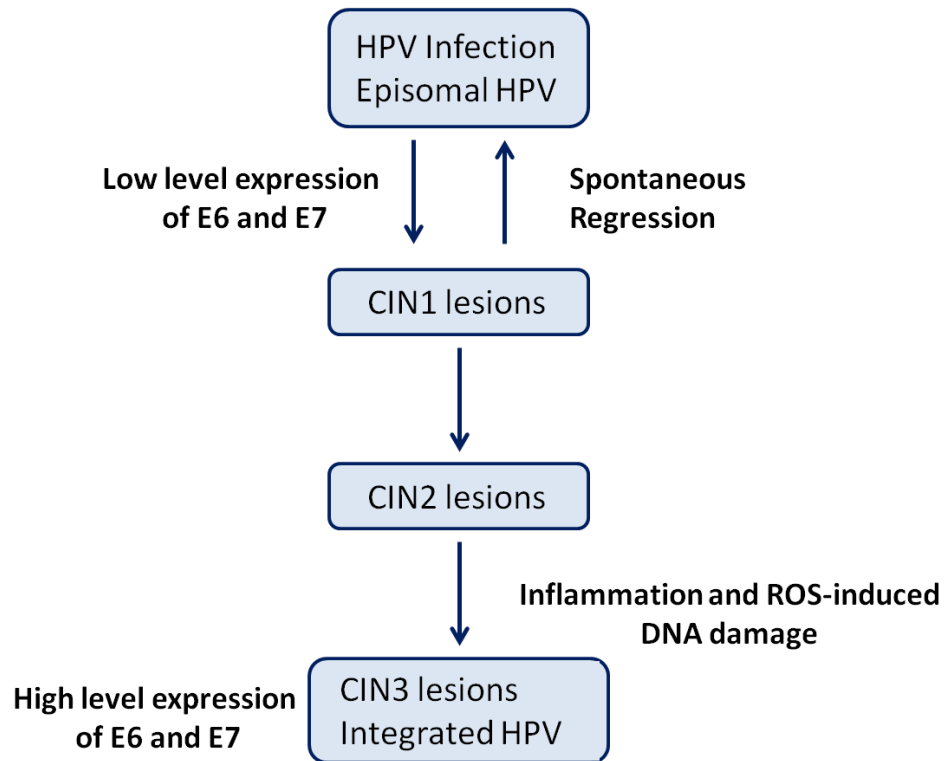 HPV Infection
Episomal HPV
Low level expression
of E6 and E7
Spontaneous
Regression
CIN1 lesions
CIN2 lesions
Inflammation and ROS-induced
DNA damage
High level expression
of E6 and E7
CIN3 lesions
Integrated HPV